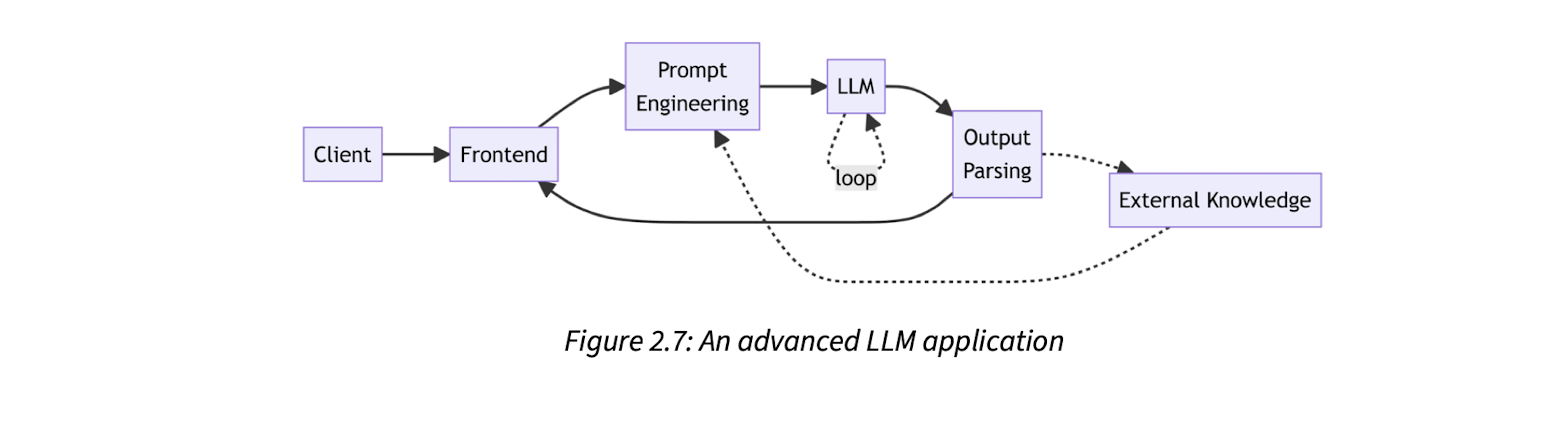 Client
Frontend
Prompt
Engineering
LLM
loop
Output
Parsing
External Knowledge
Figure 2.7: An advanced LLM application